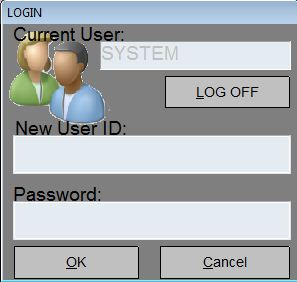 LOGIN
Current User:
SYSTEM
LOG OFF
New User ID:
Password:
OK
Cancel